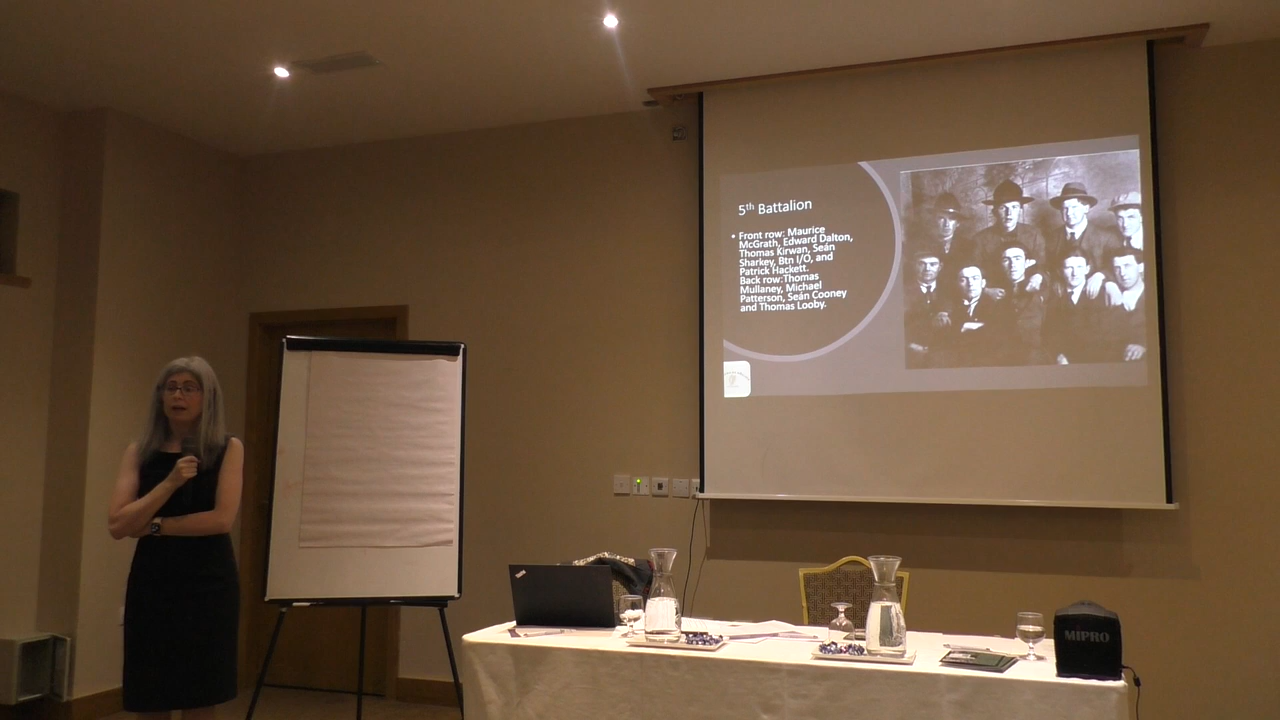 5th Battalion
• Front row: Maurice
McGrath, Edward Dalton,
Thomas Kirwan, Seán
Sharkey, Btn I/O, and
Patrick Hackett.
Back row:Thomas
Mullaney, Michael
Patterson, Seán Cooney
and Thomas Looby.
MIPRO